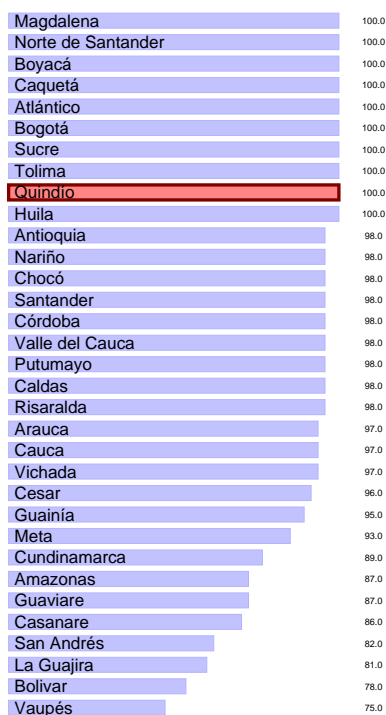 Magdalena 100.0
Norte de Santander 100.0
Boyacá 100.0
Caquetá 100.0
Atlántico 100.0
Bogotá 100.0
Sucre 100.0
Tolima 100.0
Quindío 100.0
Huila 100.0
Antioquia 98.0
Nariño 98.0
Chocó 98.0
Santander 98.0
Córdoba 98.0
Valle del Cauca 98.0
Putumayo 98.0
Caldas 98.0
Risaralda 98.0
Arauca 97.0
Cauca 97.0
Vichada 97.0
Cesar 96.0
Guainía 95.0
Meta 93.0
Cundinamarca 89.0
Amazonas 87.0
Guaviare 87.0
Casanare 86.0
San Andrés 82.0
La Guajira 81.0
Bolivar 78.0
Vaupés 75.0